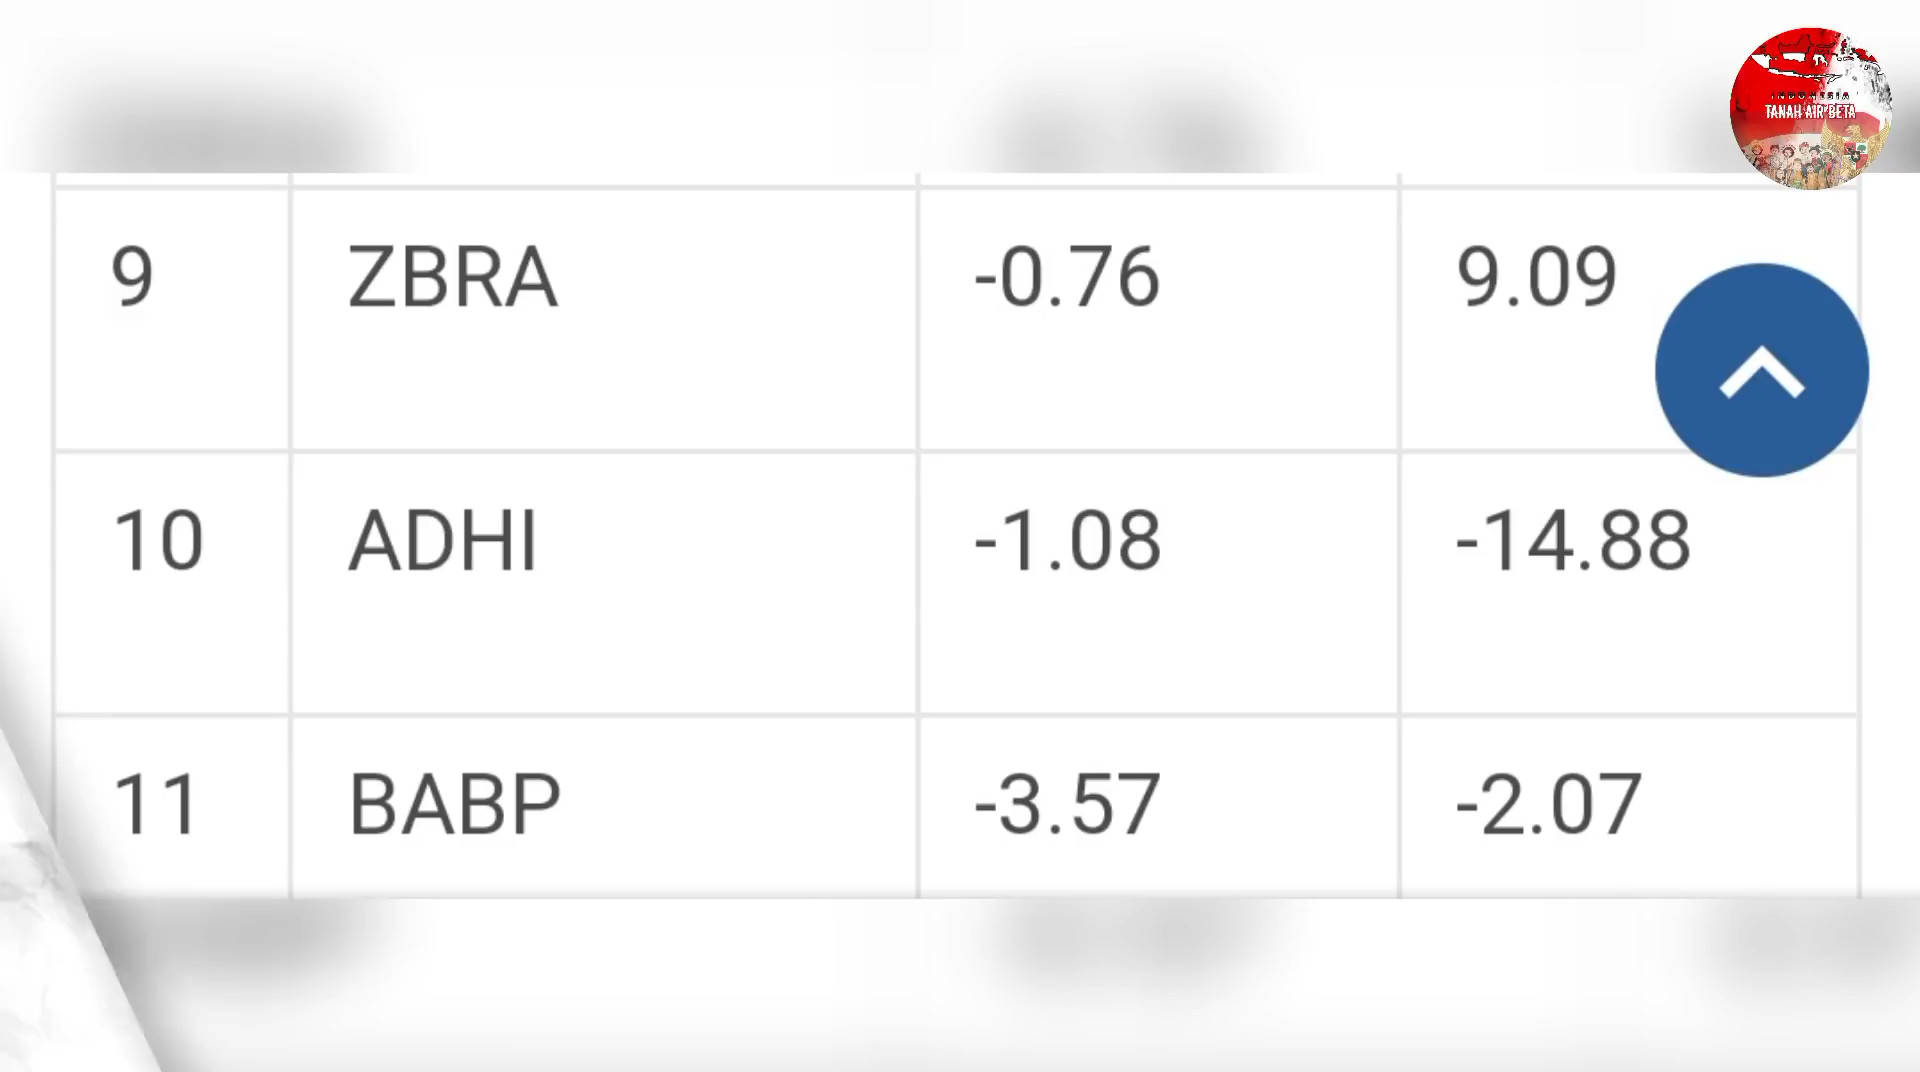 INDONESIA
TANAH AIR BETA
9 ZBRA -0.76 9.09
10 ADHI -1.08 -14.88
11 BABP -3.57 -2.07